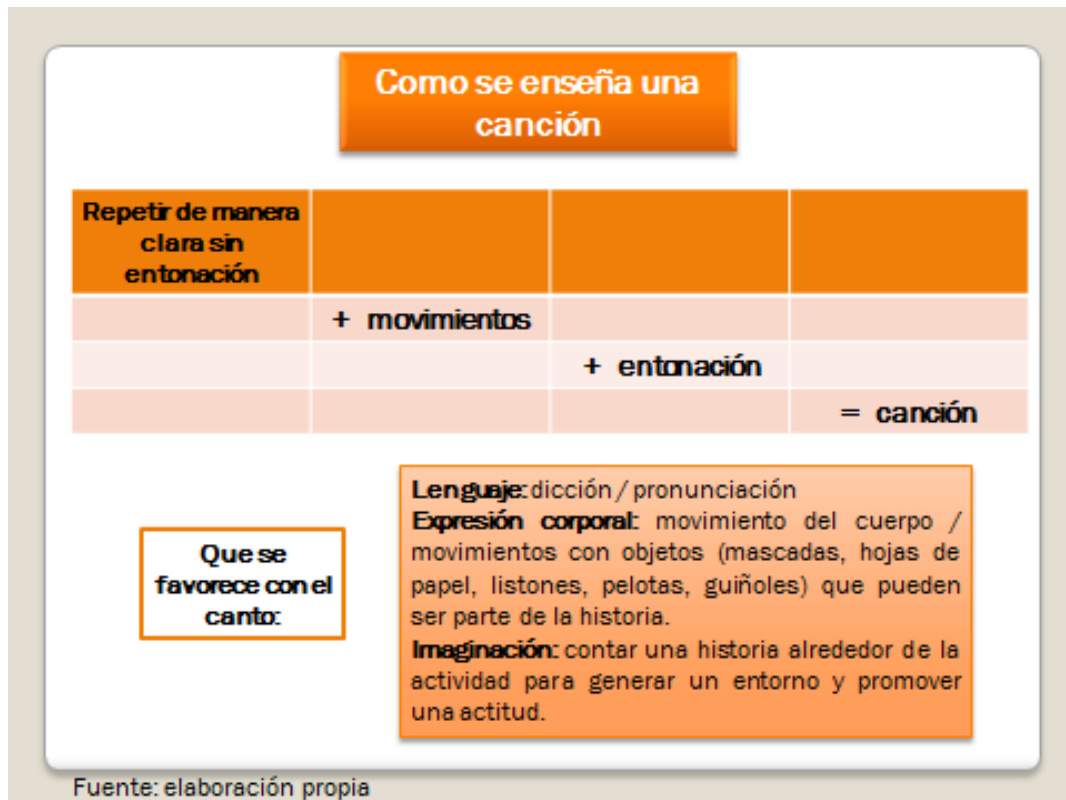 Como se enseña una
canción
Repetir de manera
clara sin
entonación
+ movimientos
+ entonación
= canción
Que se
favorece con el
canto:
Lenguaje: dicción / pronunciación
Expresión corporal: movimiento del cuerpo /
movimientos con objetos (mascadas, hojas de
papel, listones, pelotas, guiñoles) que pueden
ser parte de la historia.
Imaginación: contar una historia alrededor de la
actividad para generar un entorno y promover
una actitud.
Fuente: elaboración propia